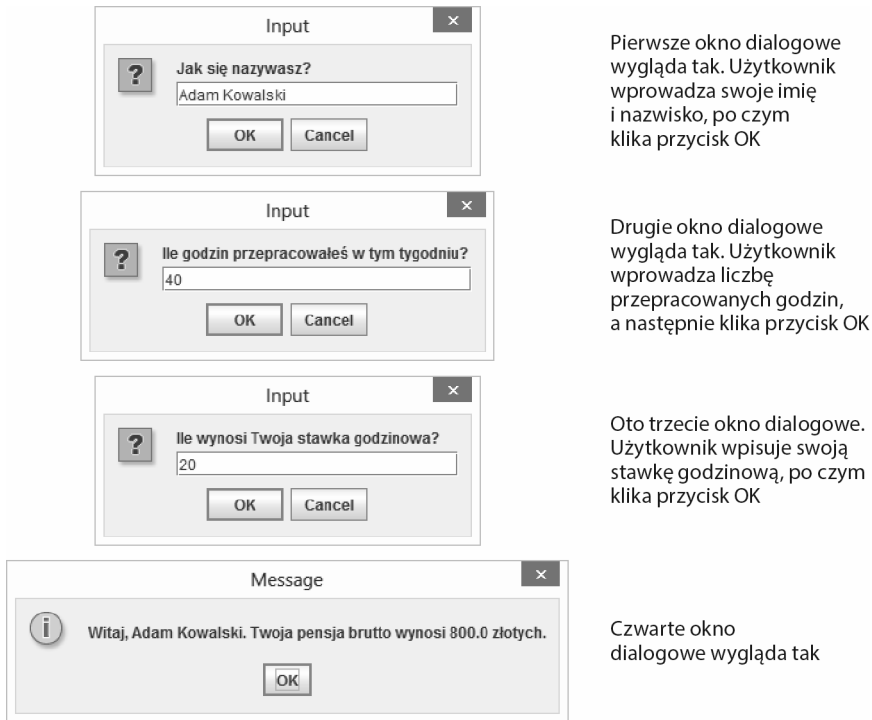 Input
Jak się nazywasz?
Adam Kowalski
OK
Cancel
Pierwsze okno dialogowe
wygląda tak. Użytkownik
wprowadza swoje imię
i nazwisko, po czym
klika przycisk OK
Input
Ile godzin przepracowałeś w tym tygodniu?
40
OK
Cancel
Drugie okno dialogowe
wygląda tak. Użytkownik
wprowadza liczbę
przepracowanych godzin,
a następnie klika przycisk OK
Input
Ile wynosi Twoja stawka godzinowa?
20
OK
Cancel
Oto trzecie okno dialogowe.
Użytkownik wpisuje swoją
stawkę godzinową, po czym
klika przycisk OK
Message
Witaj, Adam Kowalski. Twoja pensja brutto wynosi 800.0 złotych.
OK
Czwarte okno
dialogowe wygląda tak